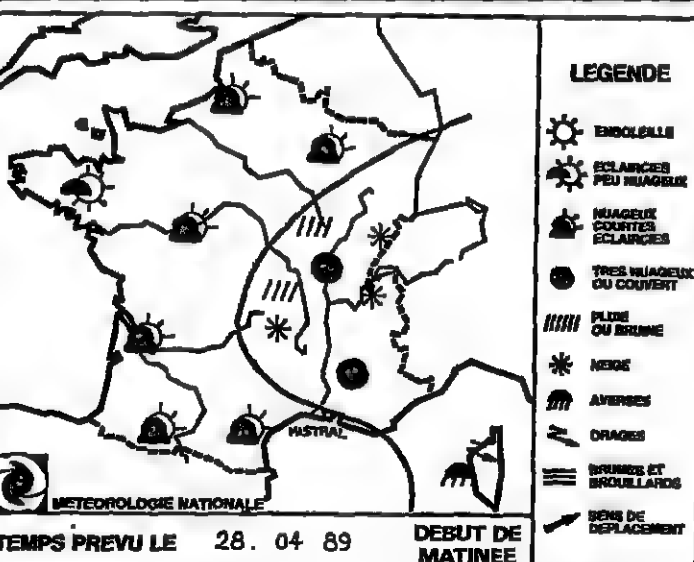 LEGENDE
ENSOLEILLE
ECLAIRCIES
PEU NUAGEUX
NUAGEUX
COURTES
ECLAIRCIES
TRES NUAGEUX
OU COUVERT
PLUIE
OU BRUINE
NEIGE
AVERSES
ORAGES
BRUMES ET
BROUILLARDS
SENS DE
DEPLACEMENT
MISTRAL
METEOROLOGIE NATIONALE
TEMPS PREVU LE 28. 04 89 DEBUT DE
MATINEE